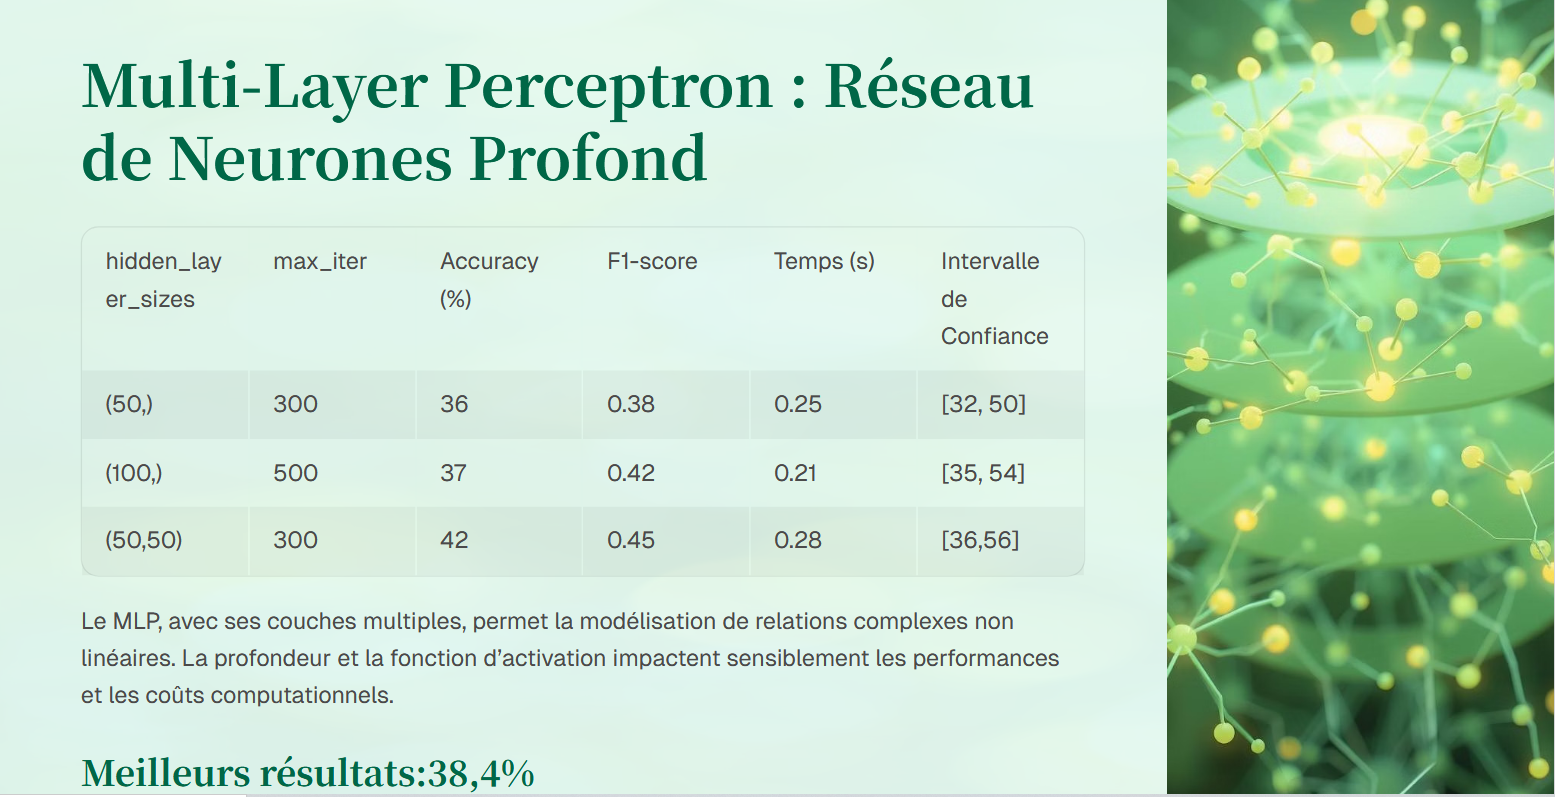 Multi-Layer Perceptron : Réseau
de Neurones Profond
hidden_lay
er_sizes
max_iter
Accuracy
(%)
F1-score
Temps (s)
Intervalle
de
Confiance
(50,) 300 36 0.38 0.25 [32, 50]
(100,) 500 37 0.42 0.21 [35, 54]
(50,50) 300 42 0.45 0.28 [36,56]
Le MLP, avec ses couches multiples, permet la modélisation de relations complexes non
linéaires. La profondeur et la fonction d’activation impactent sensiblement les performances
et les coûts computationnels.
Meilleurs résultats:38,4%